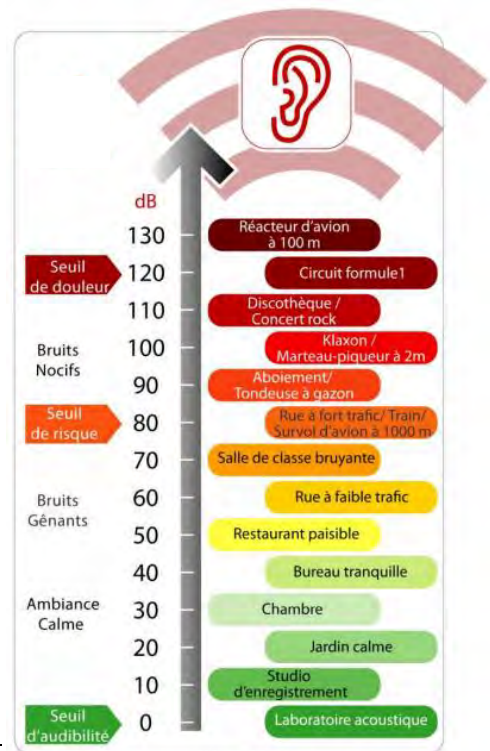 dB
130
Réacteur d'avion
à 100 m
Seuil
de douleur
120
Circuit formule1
110
Discothèque /
Concert rock
Bruits
Nocifs
100
Klaxon /
Marteau-piqueur à 2m
90
Aboiement/
Tondeuse à gazon
Seuil
de risque
80
Rue à fort trafic/ Train/
Survol d'avion à 1000 m
70
Salle de classe bruyante
Bruits
Gênants
60
Rue à faible trafic
50
Restaurant paisible
40
Bureau tranquille
Ambiance
Calme
30
Chambre
20
Jardin calme
10
Studio
d'enregistrement
Seuil
d'audibilité
0
Laboratoire acoustique